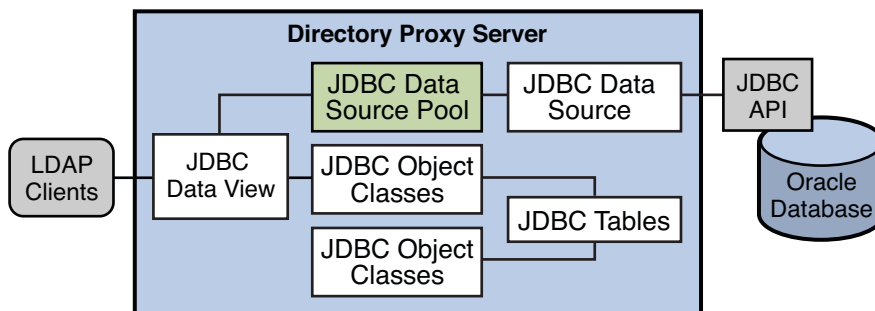 Directory Proxy Server
JDBC Data
Source Pool
JDBC Data
Source
JDBC
API
LDAP
Clients
JDBC
Data View
JDBC Object
Classes
JDBC Tables
JDBC Object
Classes
Oracle
Database